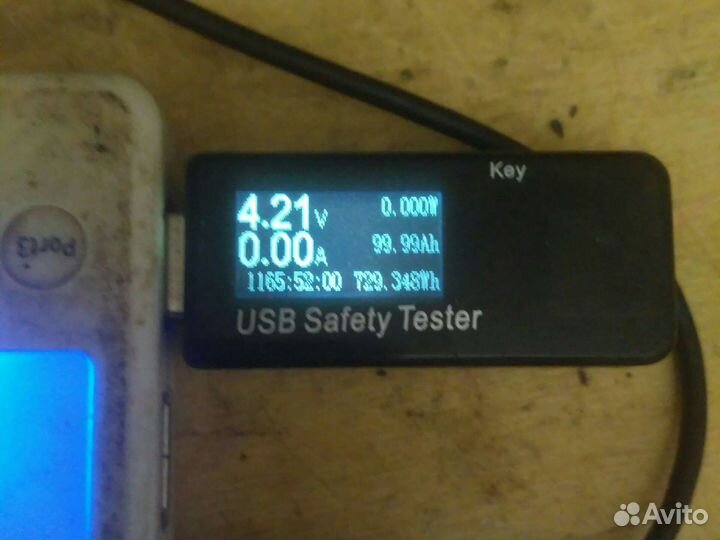 Key
4.21V 0.000W
0.00A 99.99Ah
1165:52:00 729.348Wh
USB Safety Tester
Port3
Avito